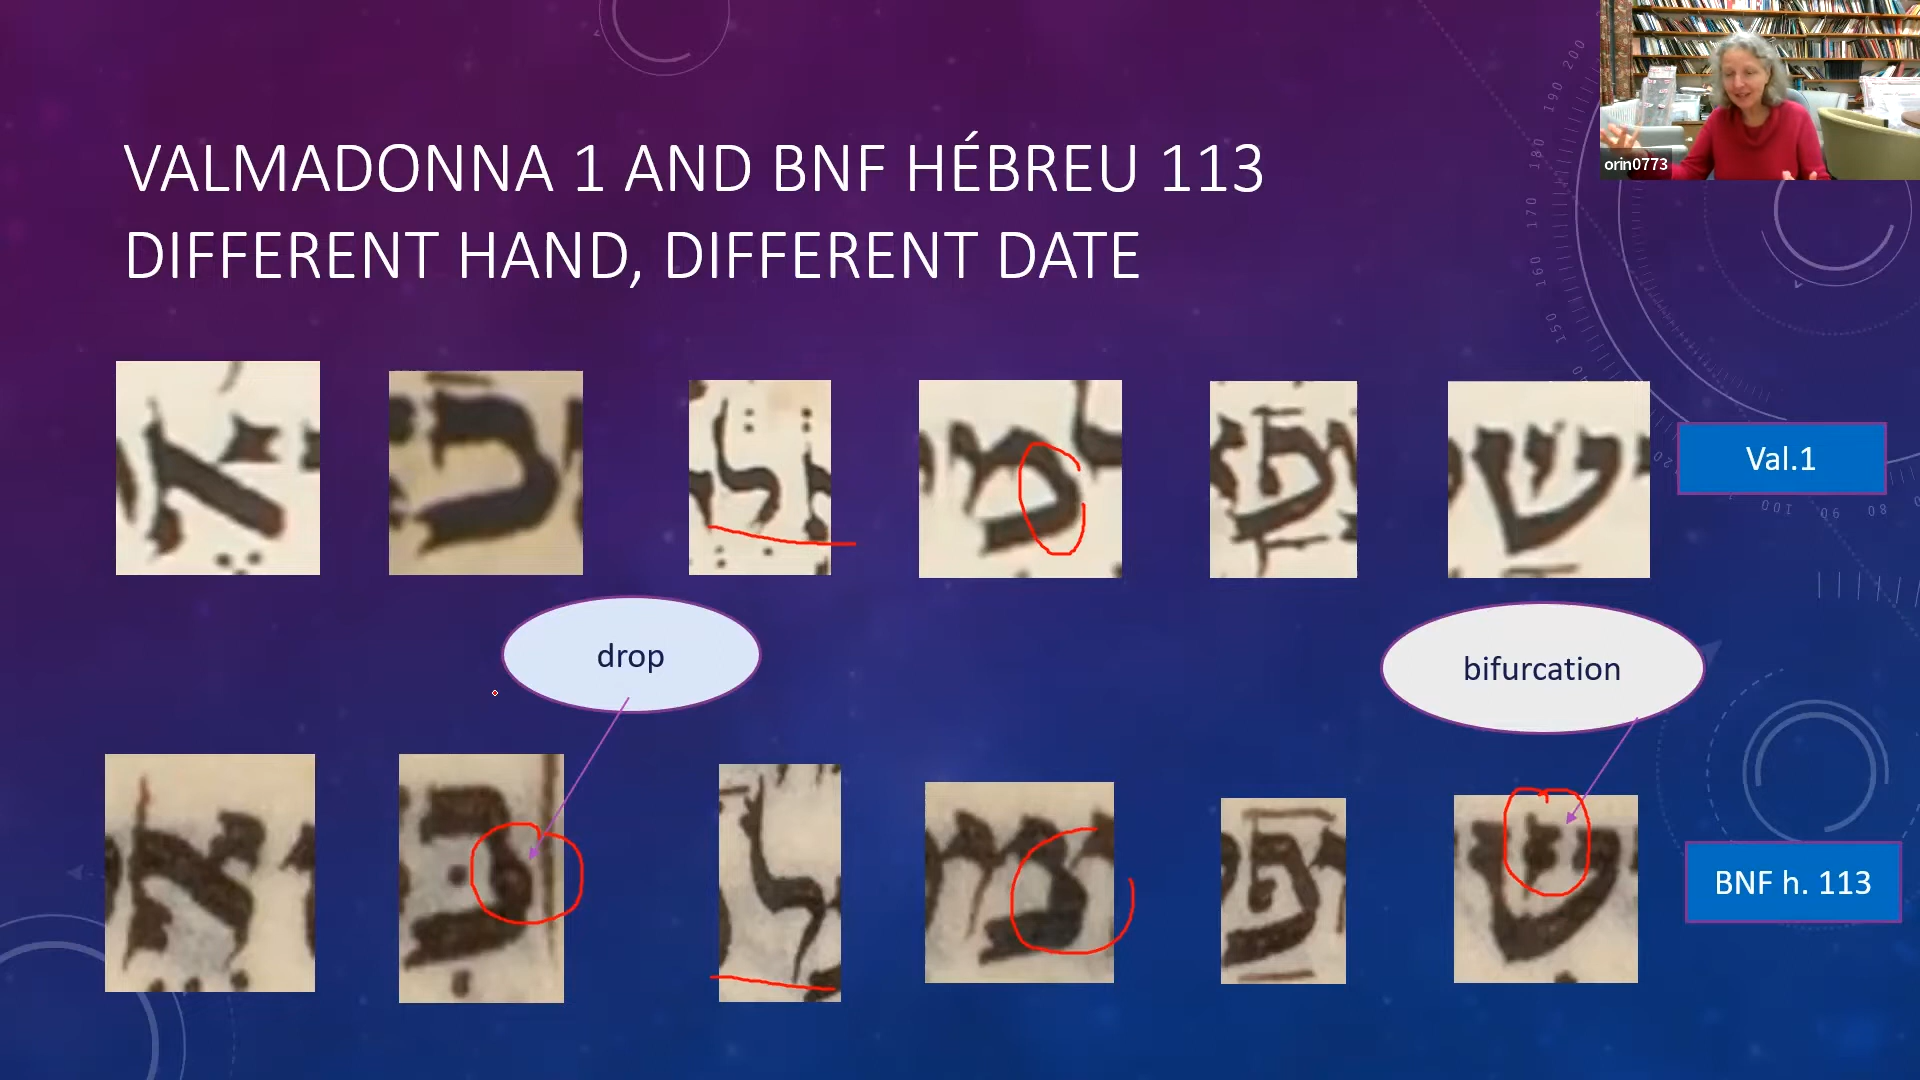 VALMADONNA 1 AND BNF HÉBREU 113
DIFFERENT HAND, DIFFERENT DATE
orin0773
א
כ
ל
מ
פ
ש
Val.1
drop
bifurcation
א
כּ
ל
מ
פּ
ש
BNF h. 113